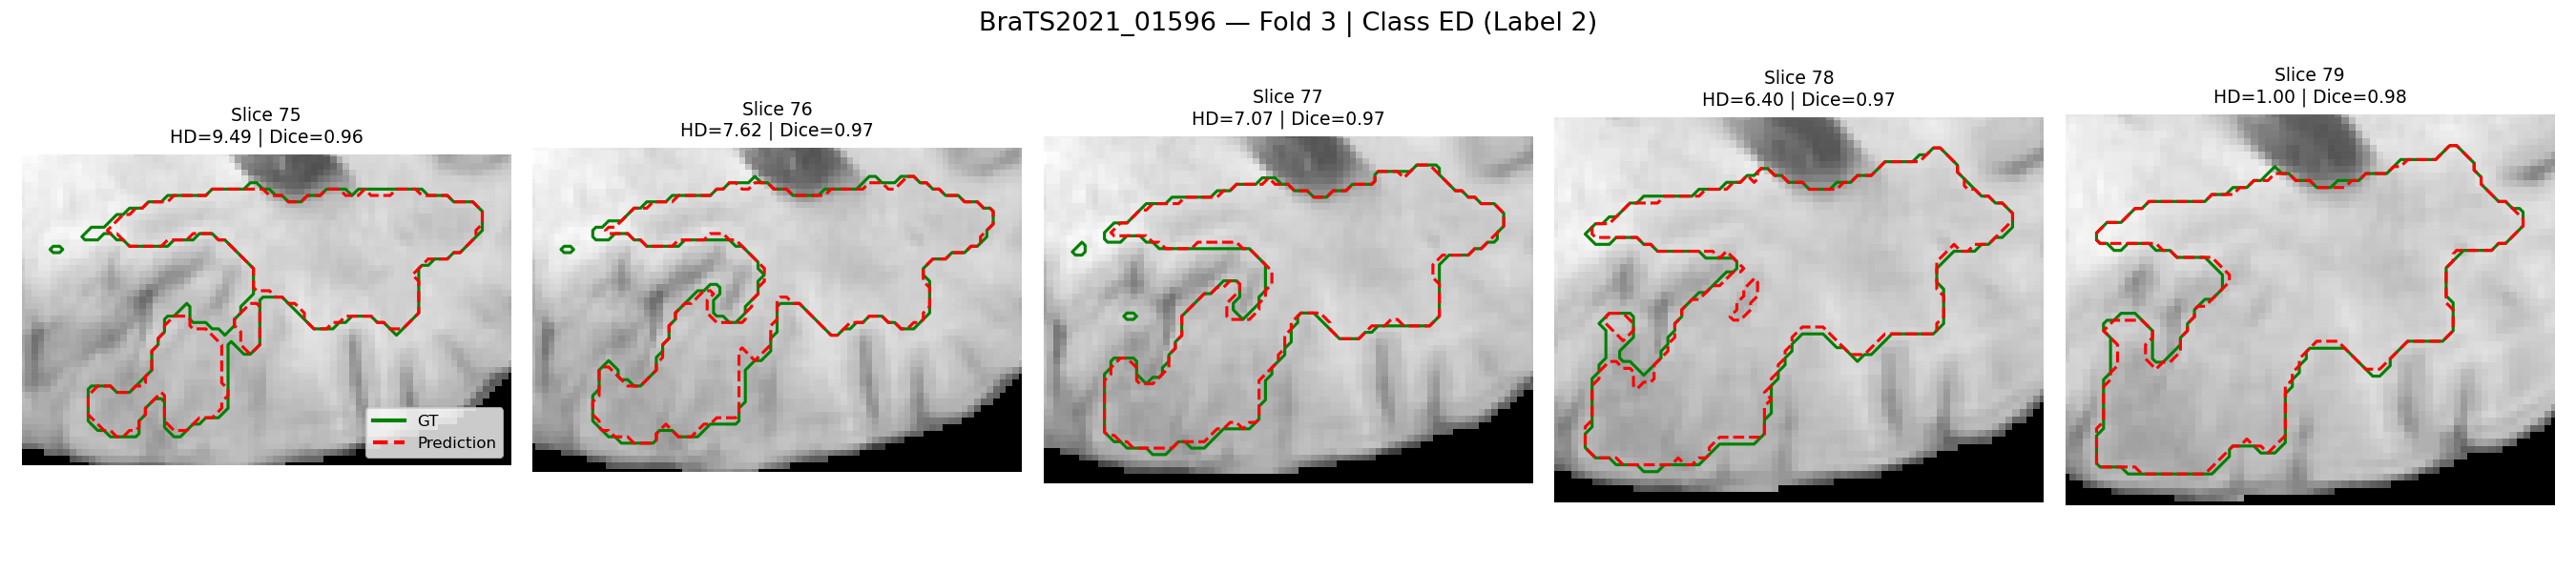 BraTS2021_01596 — Fold 3 | Class ED (Label 2)
Slice 75
HD=9.49 | Dice=0.96
Slice 76
HD=7.62 | Dice=0.97
Slice 77
HD=7.07 | Dice=0.97
Slice 78
HD=6.40 | Dice=0.97
Slice 79
HD=1.00 | Dice=0.98
GT
Prediction